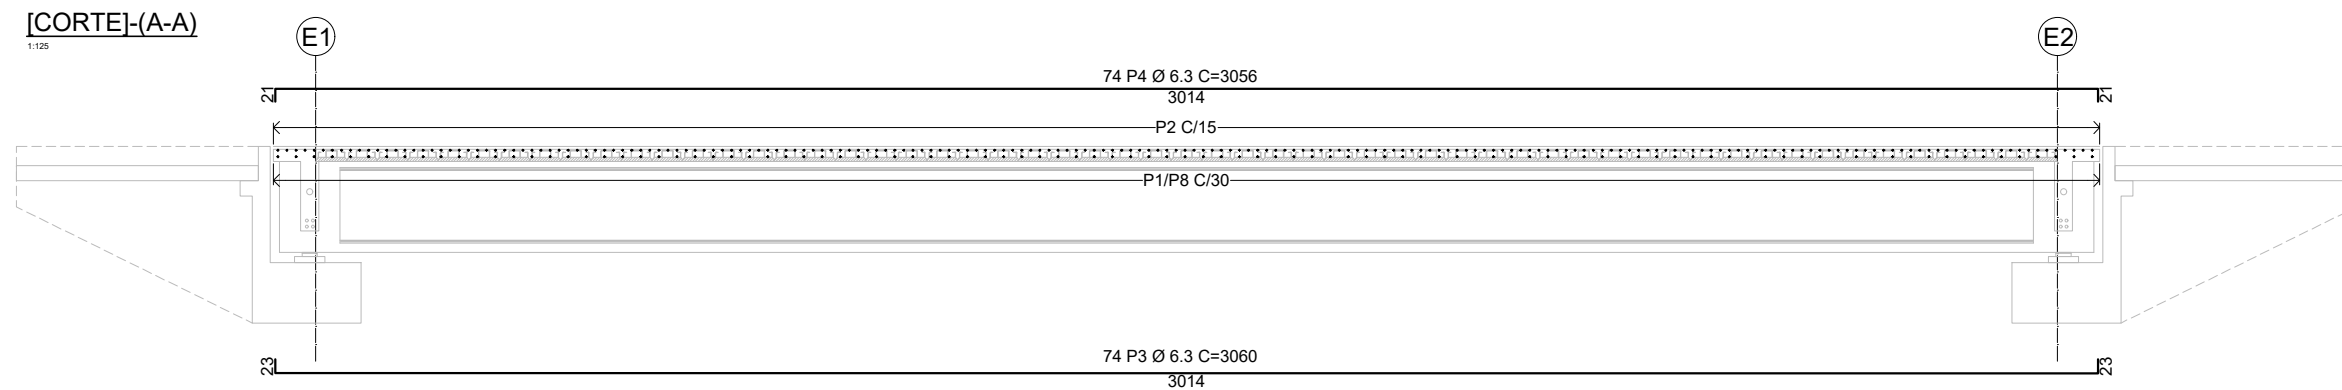 [CORTE]-(A-A)
1:125
E1
E2
74 P4 Ø 6.3 C=3056
21
3014
21
P2 C/15
P1/P8 C/30
74 P3 Ø 6.3 C=3060
23
3014
23